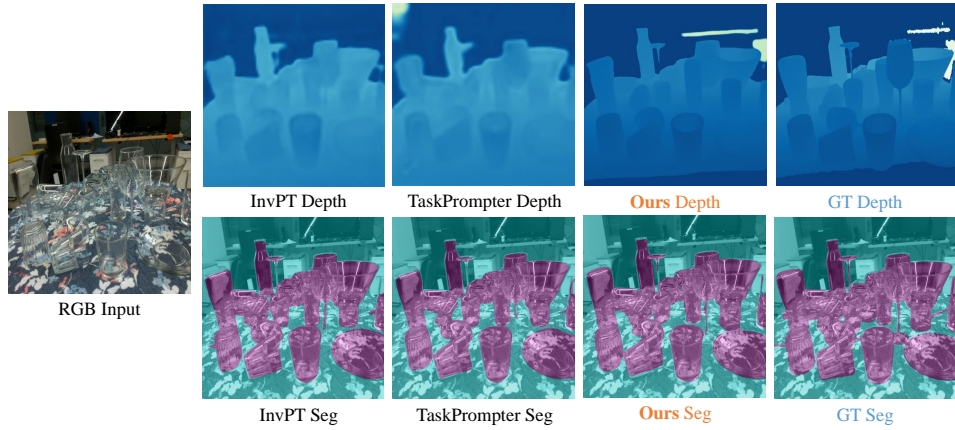 InvPT Depth
TaskPrompter Depth
Ours Depth
GT Depth
RGB Input
InvPT Seg
TaskPrompter Seg
Ours Seg
GT Seg